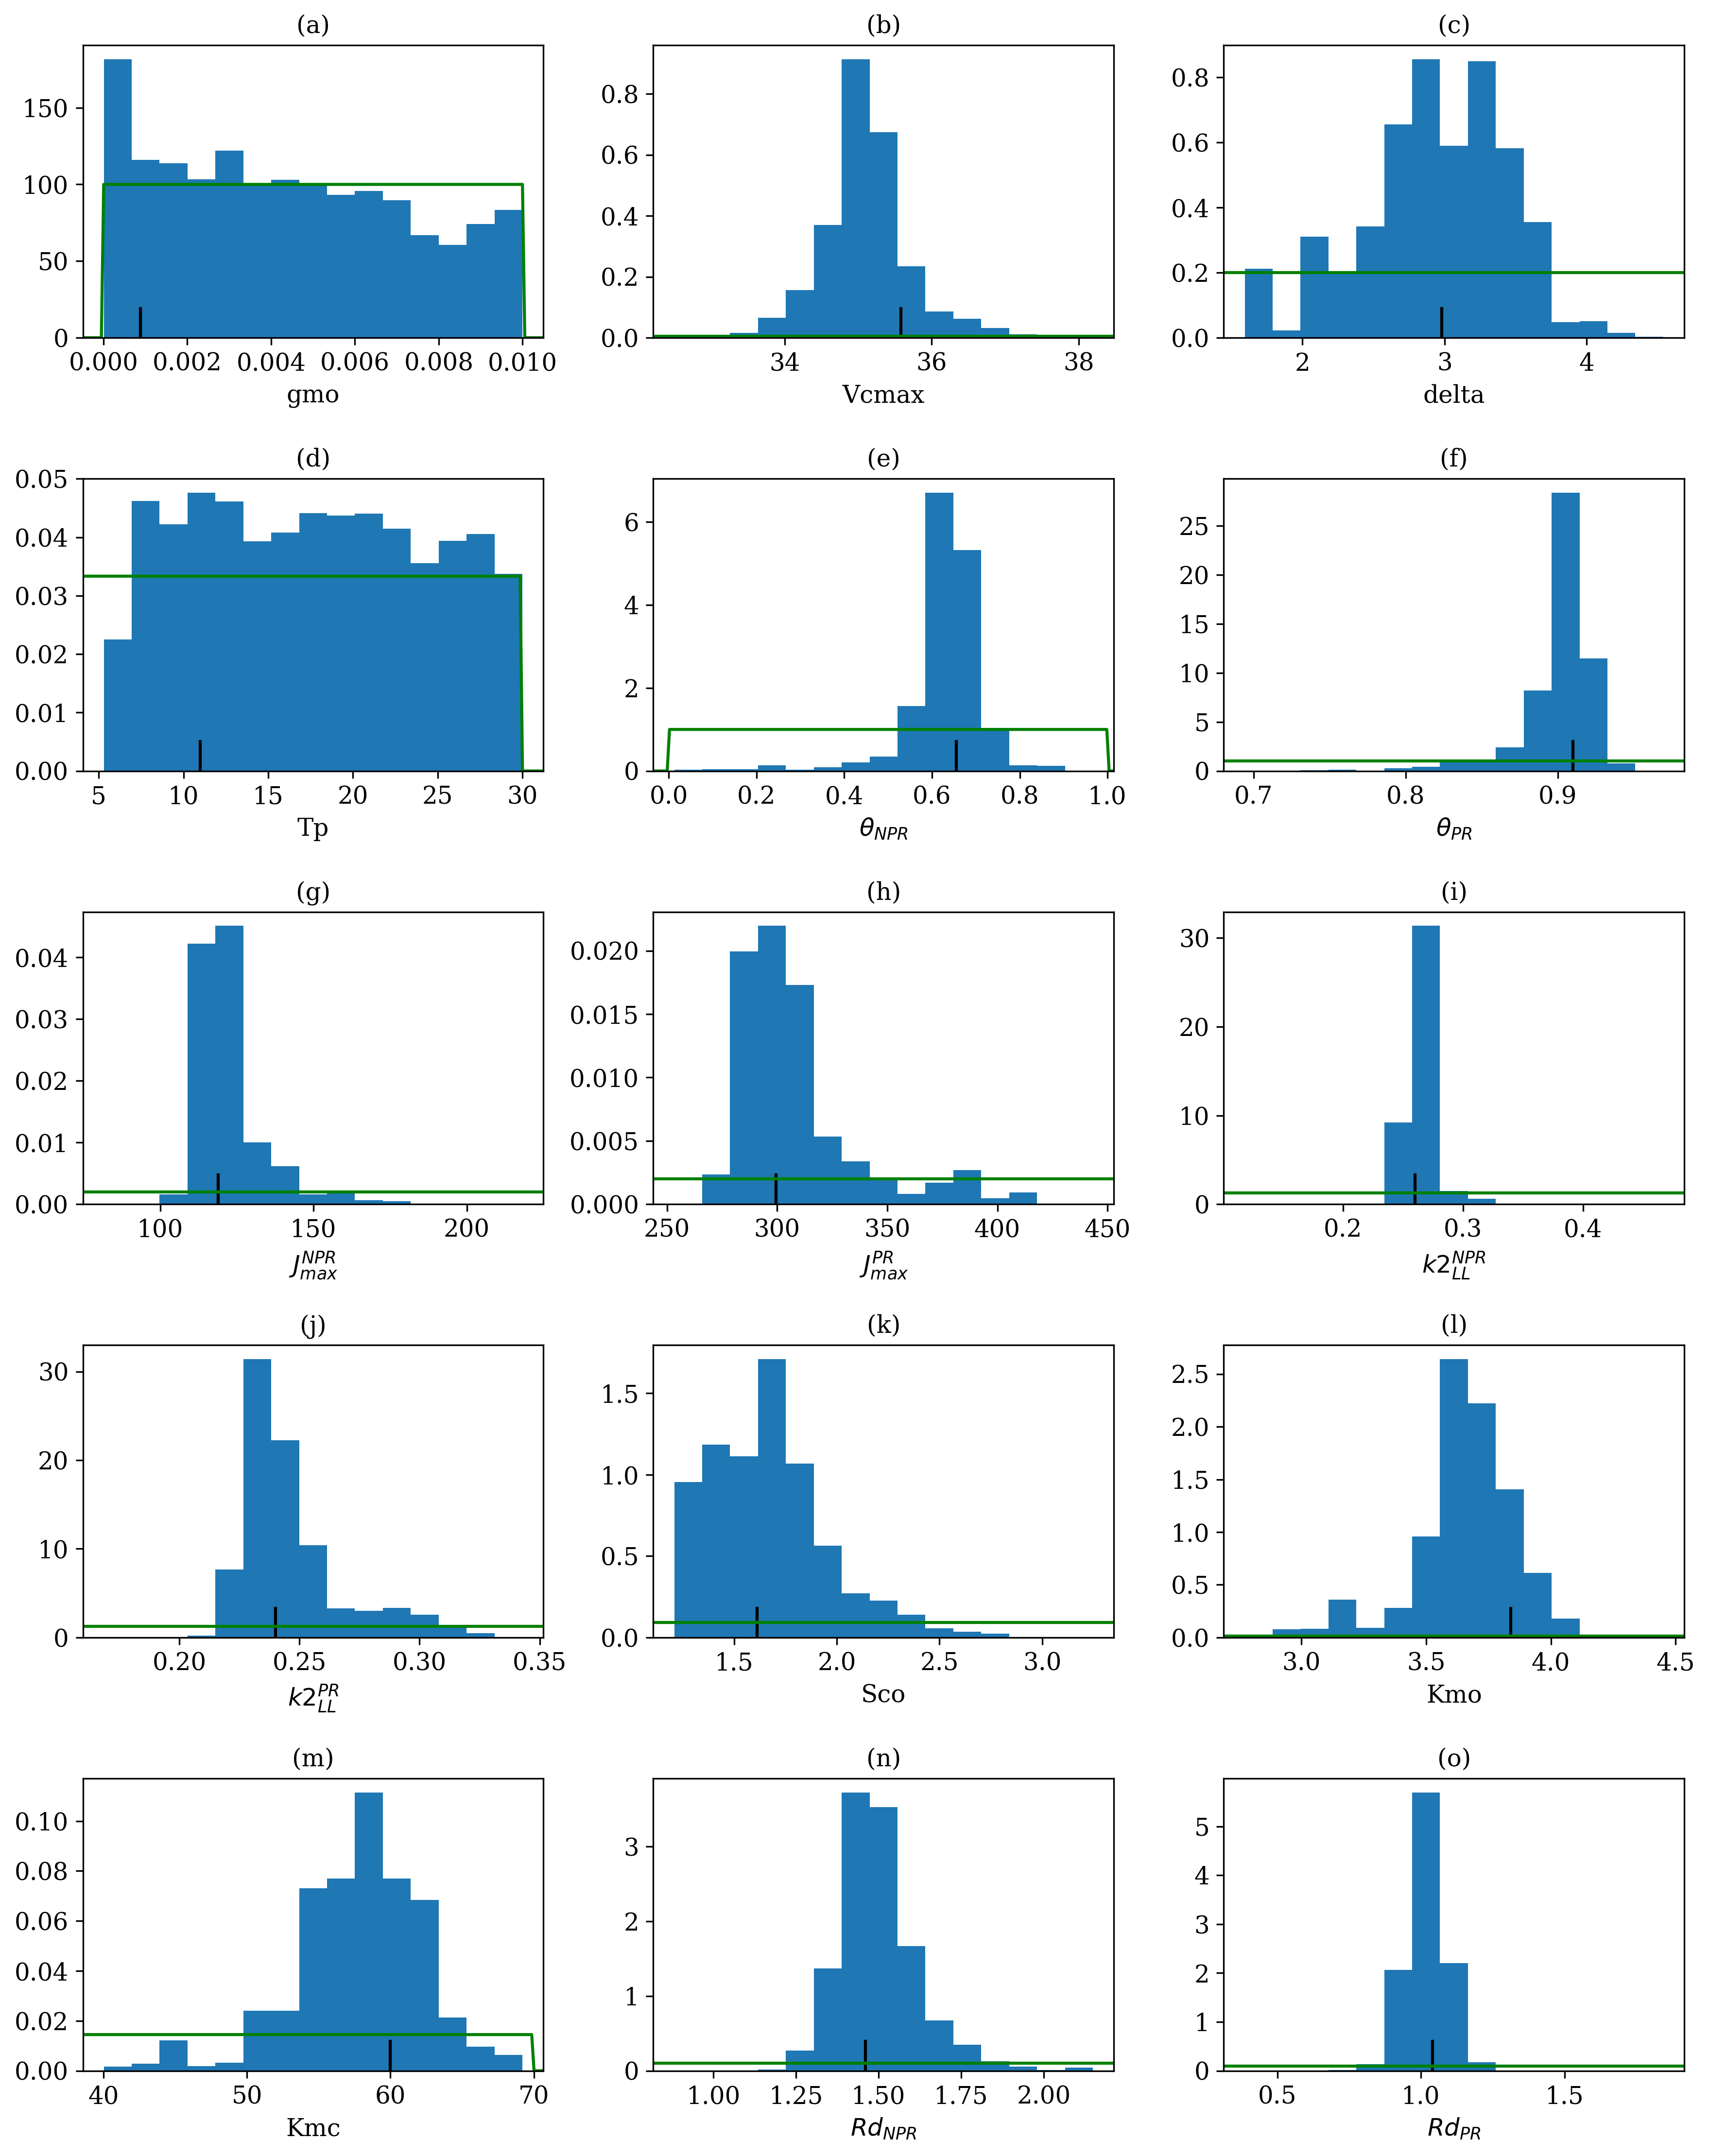 (a) (b) (c)
150
100
50
0
0.000 0.002 0.004 0.006 0.008 0.010
gmo
0.8
0.6
0.4
0.2
0.0
34 36 38
Vcmax
0.8
0.6
0.4
0.2
0.0
2 3 4
delta
(d) (e) (f)
0.05
0.04
0.03
0.02
0.01
0.00
5 10 15 20 25 30
Tp
6
4
2
0
0.0 0.2 0.4 0.6 0.8 1.0
θNPR
25
20
15
10
5
0
0.7 0.8 0.9
θPR
(g) (h) (i)
0.04
0.03
0.02
0.01
0.00
100 150 200
JmaxNPR
0.020
0.015
0.010
0.005
0.000
250 300 350 400 450
JmaxPR
30
20
10
0
0.2 0.3 0.4
k2LLNPR
(j) (k) (l)
30
20
10
0
0.20 0.25 0.30 0.35
k2LLPR
1.5
1.0
0.5
0.0
1.5 2.0 2.5 3.0
Sco
2.5
2.0
1.5
1.0
0.5
0.0
3.0 3.5 4.0 4.5
Kmo
(m) (n) (o)
0.10
0.08
0.06
0.04
0.02
0.00
40 50 60 70
Kmc
3
2
1
0
1.00 1.25 1.50 1.75 2.00
RdNPR
5
4
3
2
1
0
0.5 1.0 1.5
RdPR